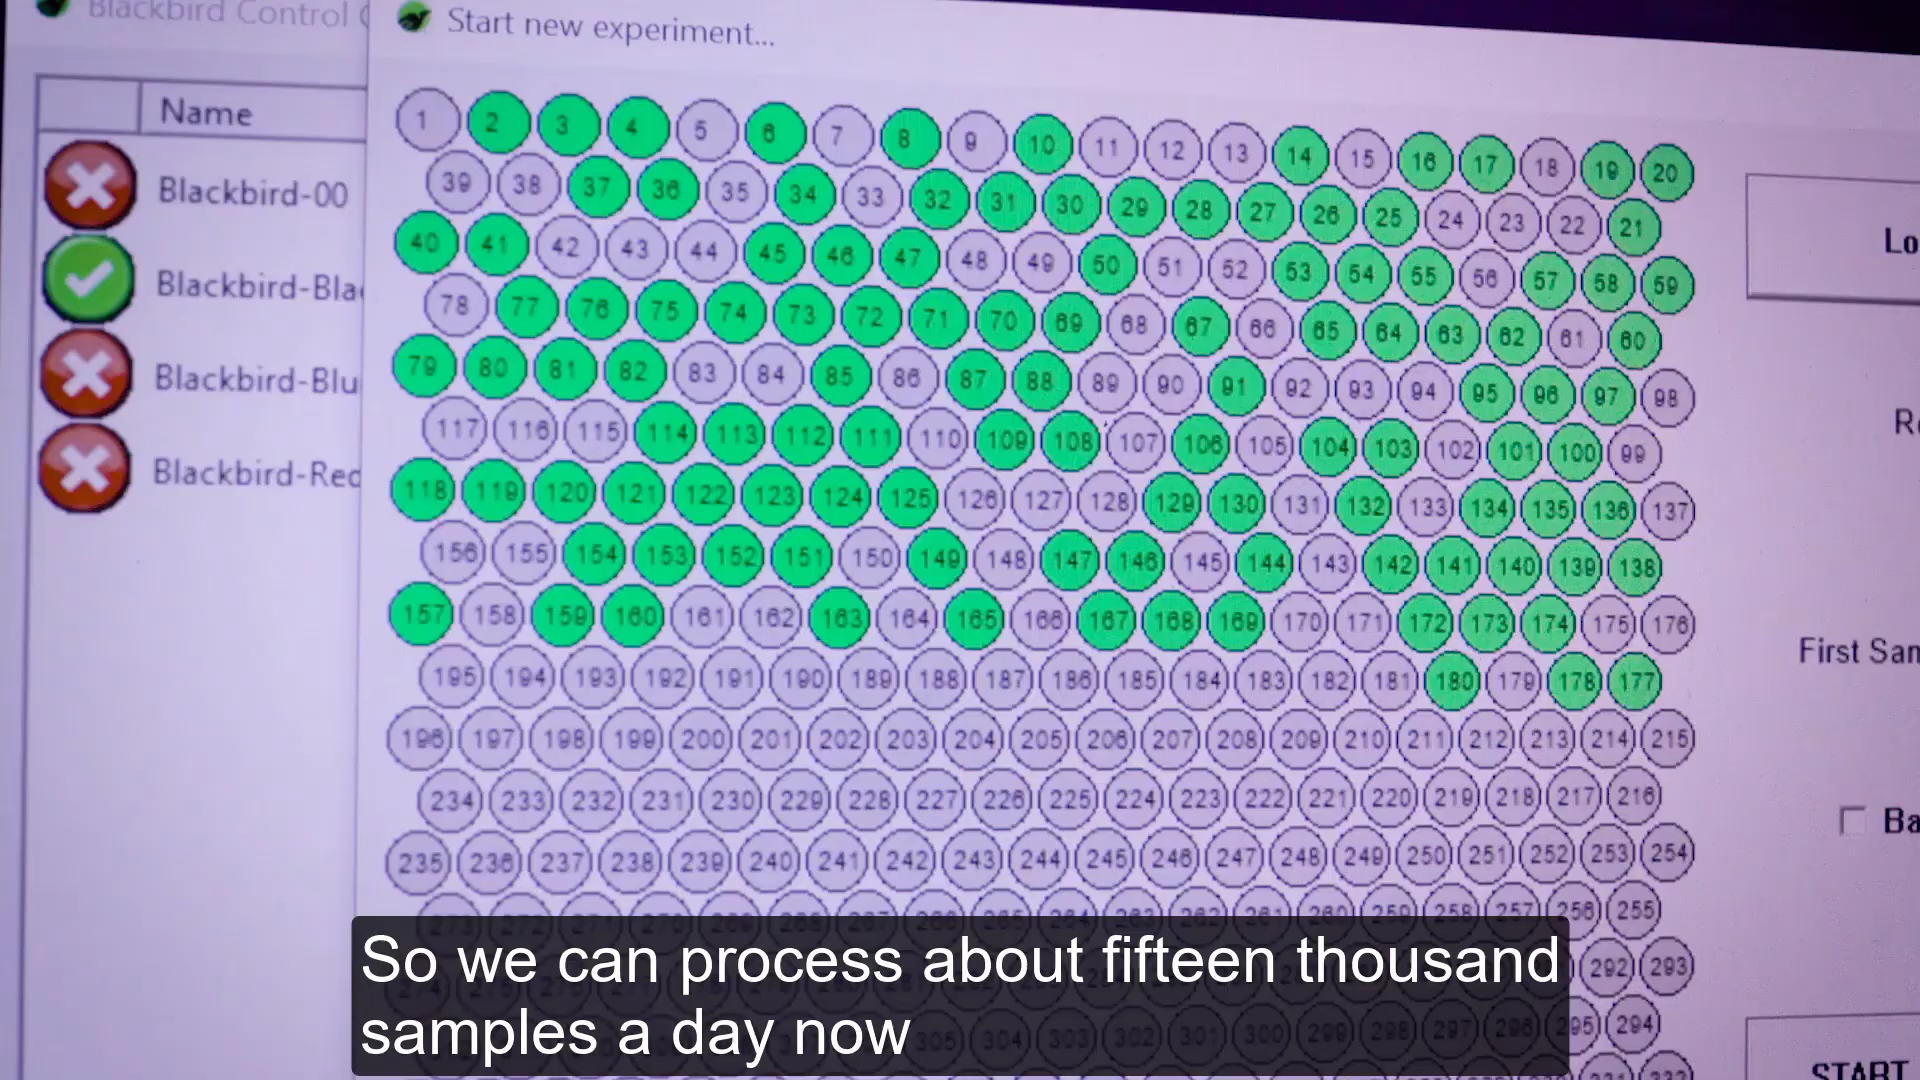 Blackbird Control
Start new experiment...
Name
Blackbird-00
Blackbird-Bla
Blackbird-Blu
Blackbird-Red
1 2 3 4 5 6 7 8 9 10 11 12 13 14 15 16 17 18 19 20
39 38 37 36 35 34 33 32 31 30 29 28 27 26 25 24 23 22 21
40 41 42 43 44 45 46 47 48 49 50 51 52 53 54 55 56 57 58 59
78 77 76 75 74 73 72 71 70 69 68 67 66 65 64 63 62 61 60
79 80 81 82 83 84 85 86 87 88 89 90 91 92 93 94 95 96 97 98
117 116 115 114 113 112 111 110 109 108 107 106 105 104 103 102 101 100 99
118 119 120 121 122 123 124 125 126 127 128 129 130 131 132 133 134 135 136 137
156 155 154 153 152 151 150 149 148 147 146 145 144 143 142 141 140 139 138
157 158 159 160 161 162 163 164 165 166 167 168 169 170 171 172 173 174 175 176
195 194 193 192 191 190 189 188 187 186 185 184 183 182 181 180 179 178 177
196 197 198 199 200 201 202 203 204 205 206 207 208 209 210 211 212 213 214 215
234 233 232 231 230 229 228 227 226 225 224 223 222 221 220 219 218 217 216
235 236 237 238 239 240 241 242 243 244 245 246 247 248 249 250 251 252 253 254
256 255
292 293
295 294
Lo
First Sam
Ba
START
So we can process about fifteen thousand
samples a day now